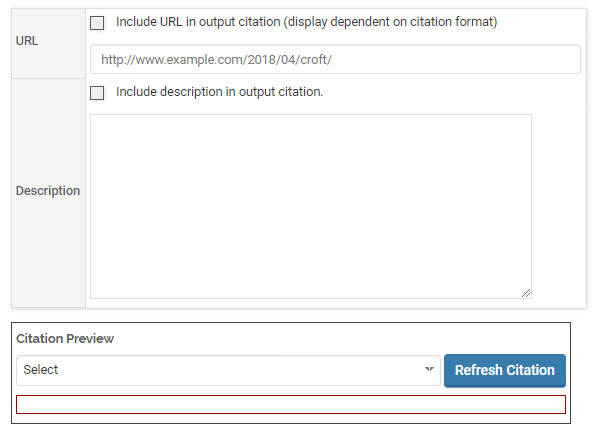 URL
Include URL in output citation (display dependent on citation format)
http://www.example.com/2018/04/croft/
Description
Include description in output citation.
Citation Preview
Select
Refresh Citation